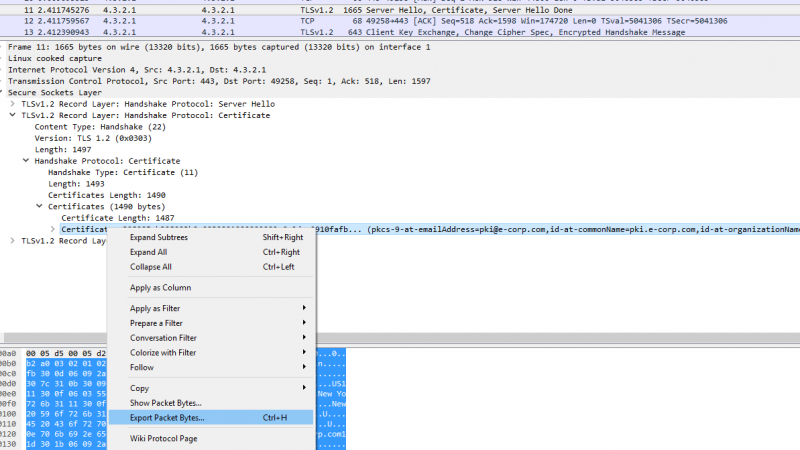 11 2.411745276 4.3.2.1 4.3.2.1 TLSv1.2 1665 Server Hello, Certificate, Server Hello Done
12 2.411759567 4.3.2.1 4.3.2.1 TCP 68 49258→443 [ACK] Seq=518 Ack=1598 Win=174720 Len=0 TSval=5041306 TSecr=5041306
13 2.412390943 4.3.2.1 4.3.2.1 TLSv1.2 643 Client Key Exchange, Change Cipher Spec, Encrypted Handshake Message
Frame 11: 1665 bytes on wire (13320 bits), 1665 bytes captured (13320 bits) on interface 1
Linux cooked capture
Internet Protocol Version 4, Src: 4.3.2.1, Dst: 4.3.2.1
Transmission Control Protocol, Src Port: 443, Dst Port: 49258, Seq: 1, Ack: 518, Len: 1597
Secure Sockets Layer
TLSv1.2 Record Layer: Handshake Protocol: Server Hello
TLSv1.2 Record Layer: Handshake Protocol: Certificate
Content Type: Handshake (22)
Version: TLS 1.2 (0x0303)
Length: 1497
Handshake Protocol: Certificate
Handshake Type: Certificate (11)
Length: 1493
Certificates Length: 1490
Certificates (1490 bytes)
Certificate Length: 1487
Certificat 910fafb... (pkcs-9-at-emailAddress=pki@e-corp.com,id-at-commonName=pki.e-corp.com,id-at-organizationName
TLSv1.2 Record Lay
Expand Subtrees Shift+Right
Expand All Ctrl+Right
Collapse All Ctrl+Left
Apply as Column
Apply as Filter
Prepare a Filter
Conversation Filter
Colorize with Filter
Follow
Copy
Show Packet Bytes...
Export Packet Bytes... Ctrl+H
Wiki Protocol Page
00a0 00 05 d5 00 05 d2
00b0 b2 a0 03 02 01 02
00c0 fb 30 0d 06 09 2a
00d0 30 7c 31 0b 30 09 ...US1
00e0 11 30 0f 06 03 55 New Yo
00f0 72 6b 31 11 30 0f ...New
0100 20 59 6f 72 6b 31 ...U.
0110 45 20 43 6f 72 70 ..U....
0120 0e 70 6b 69 2e 65 rp.com1
0130 1d 30 1b 06 09 2a